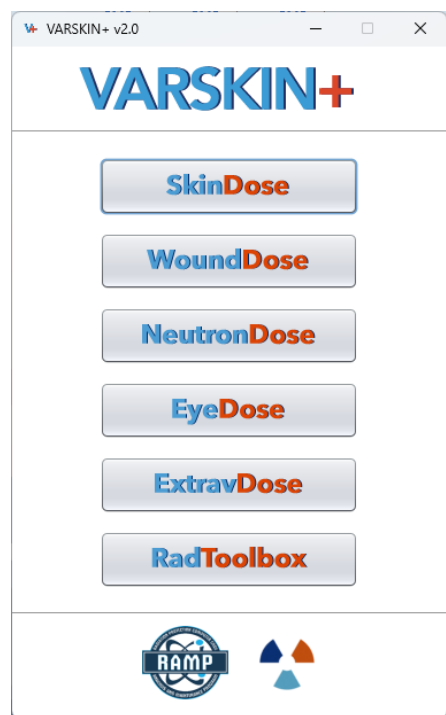 VARSKIN+ v2.0
VARSKIN+
SkinDose
WoundDose
NeutronDose
EyeDose
ExtravDose
RadToolbox
RAMP